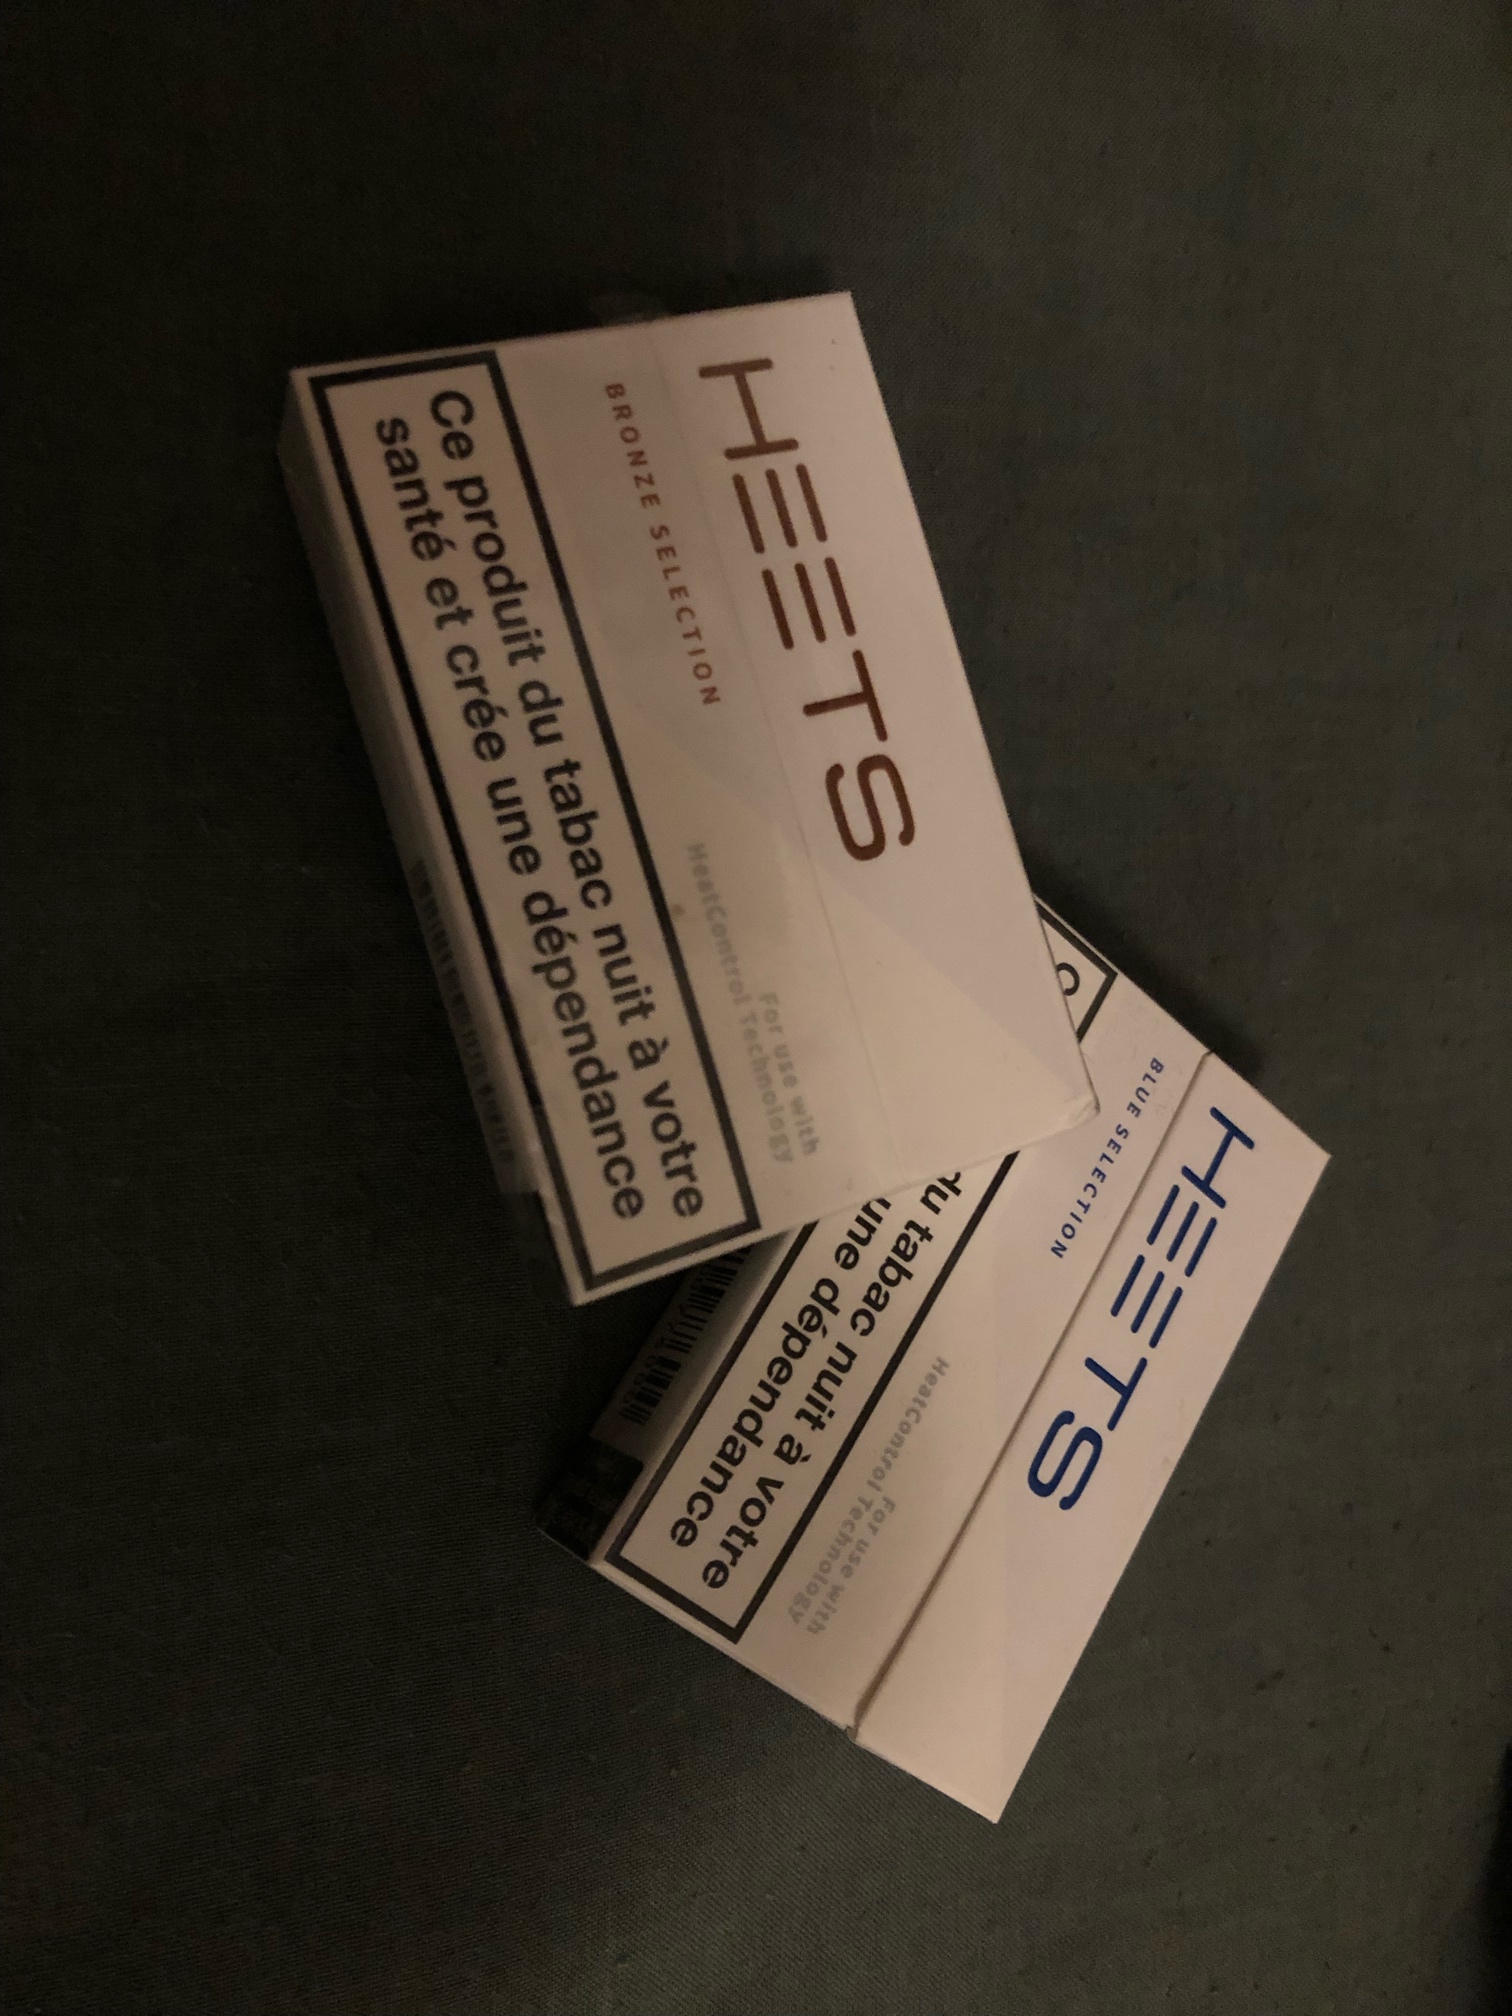 HEETS
BRONZE SELECTION
For use with
HeatControl Technology
Ce produit du tabac nuit à votre
santé et crée une dépendance
HEETS
BLUE SELECTION
For use with
HeatControl Technology
C
du tabac nuit à votre
une dépendance